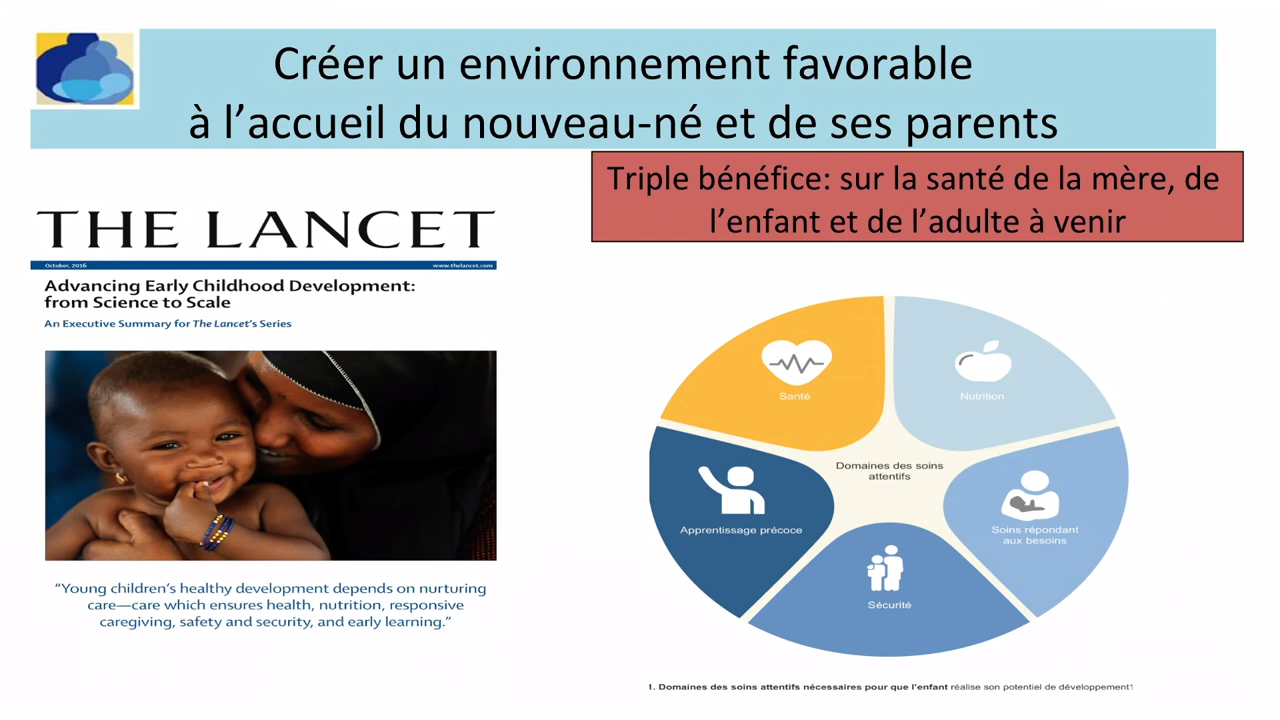 Créer un environnement favorable
à l’accueil du nouveau-né et de ses parents
Triple bénéfice: sur la santé de la mère, de
l’enfant et de l’adulte à venir
THE LANCET
October, 2016 www.thelancet.com
Advancing Early Childhood Development:
from Science to Scale
An Executive Summary for The Lancet’s Series
“Young children’s healthy development depends on nurturing
care—care which ensures health, nutrition, responsive
caregiving, safety and security, and early learning.”
Santé
Nutrition
Domaines des soins
attentifs
Apprentissage précoce
Soins répondant
aux besoins
Sécurité
1. Domaines des soins attentifs nécessaires pour que l'enfant réalise son potentiel de développement¹